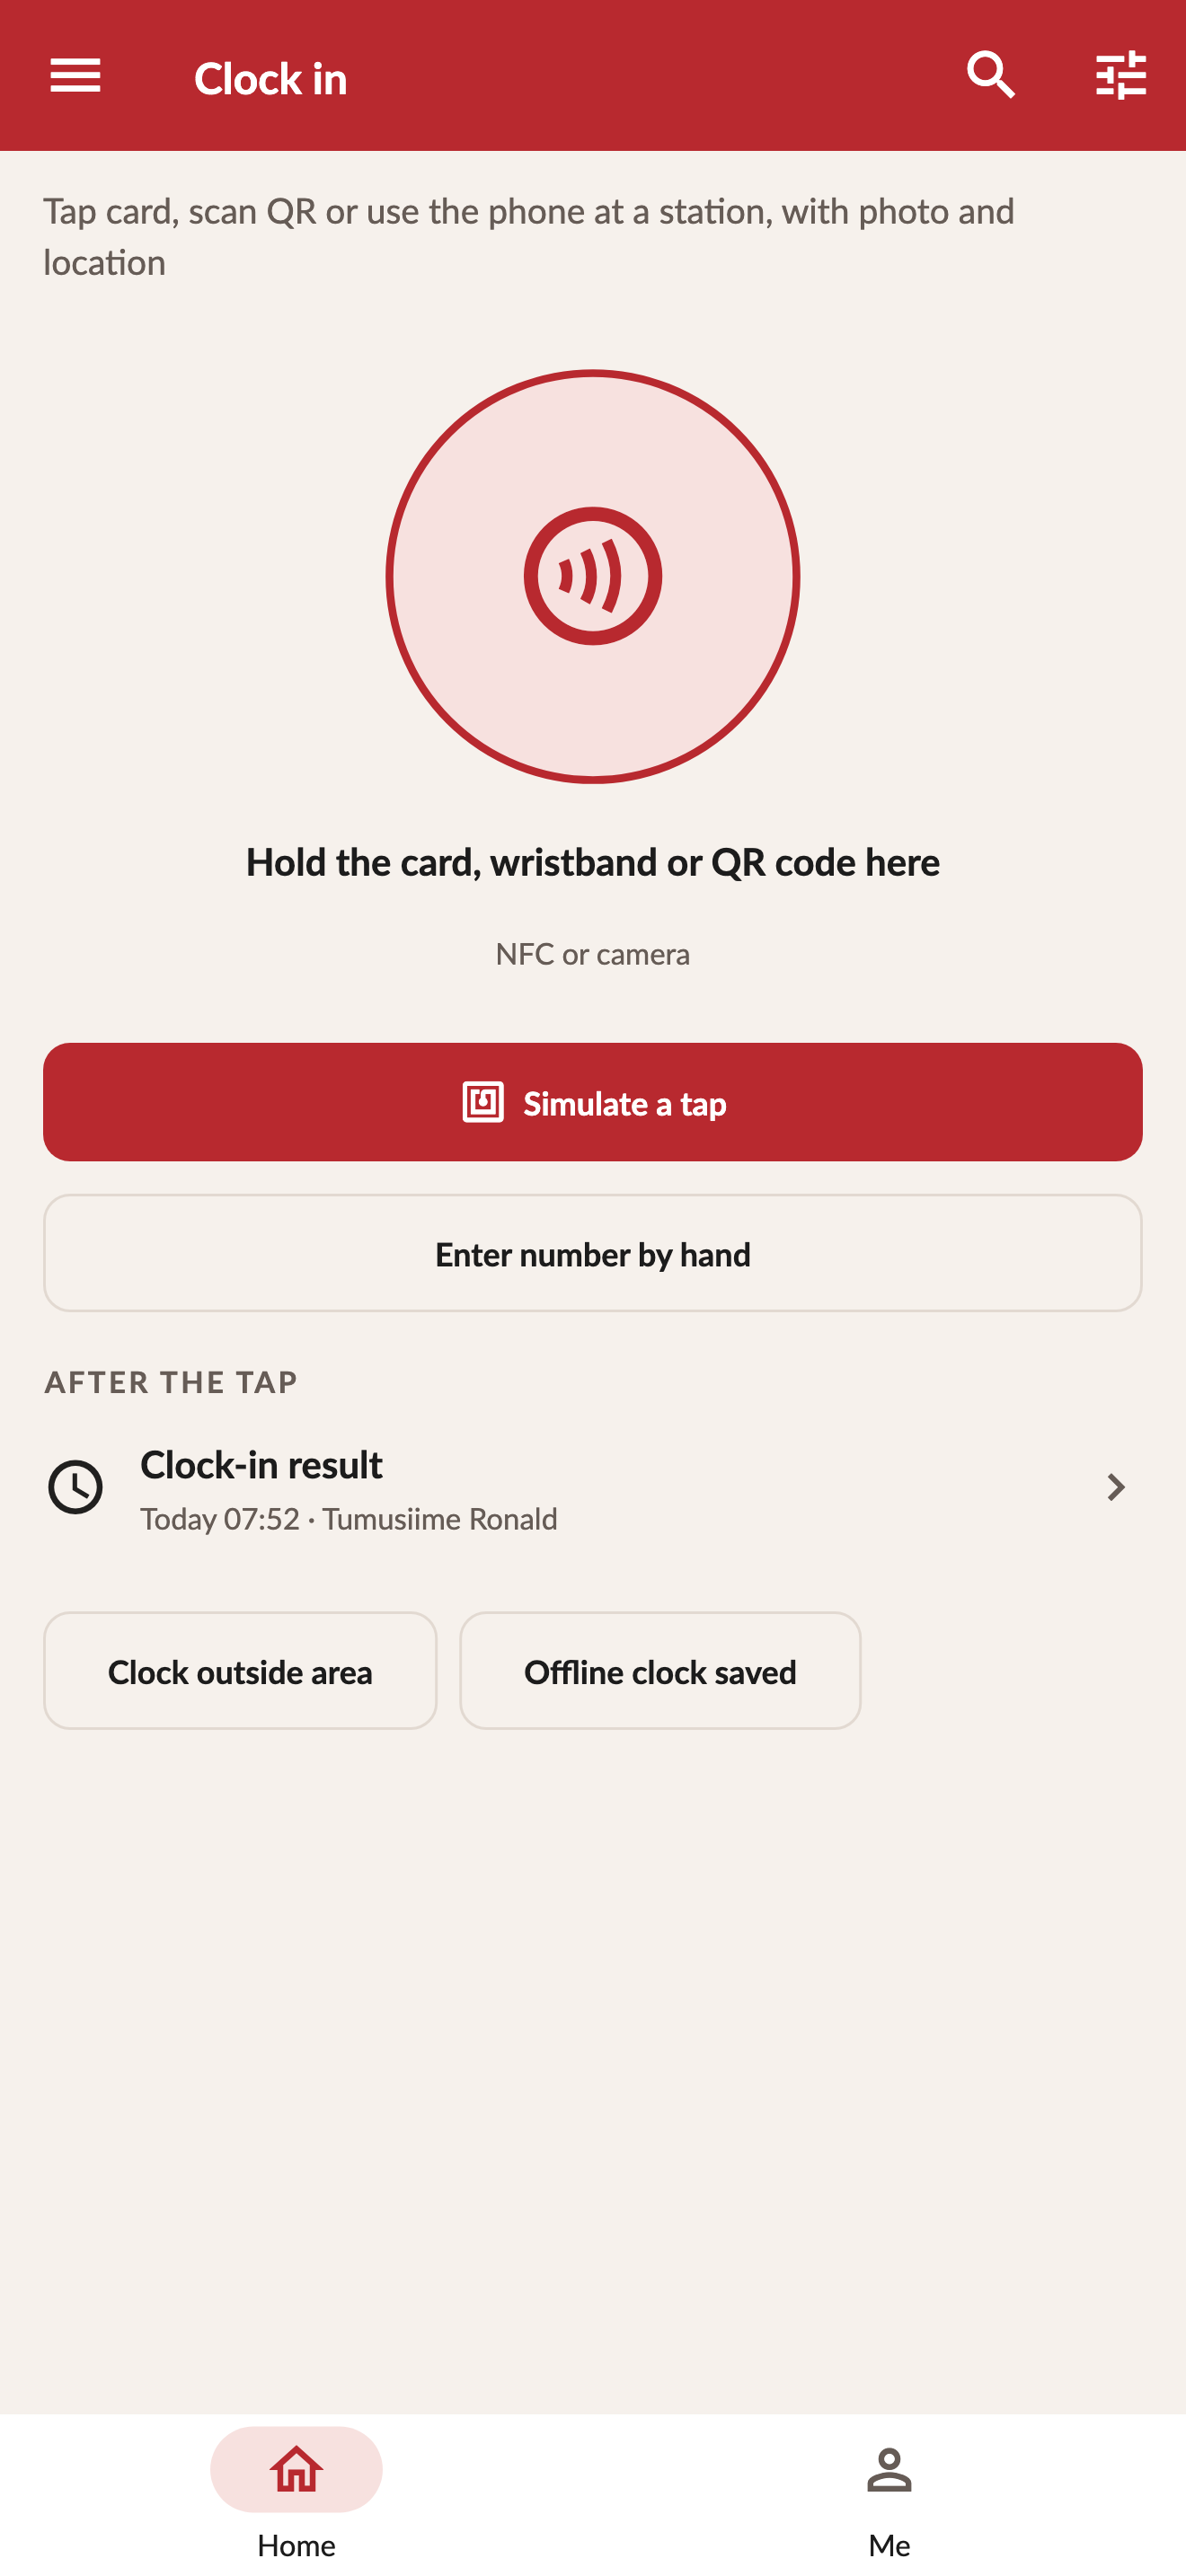 Clock in
Tap card, scan QR or use the phone at a station, with photo and
location
Hold the card, wristband or QR code here
NFC or camera
Simulate a tap
Enter number by hand
AFTER THE TAP
Clock-in result
Today 07:52 · Tumusiime Ronald
Clock outside area
Offline clock saved
Home
Me